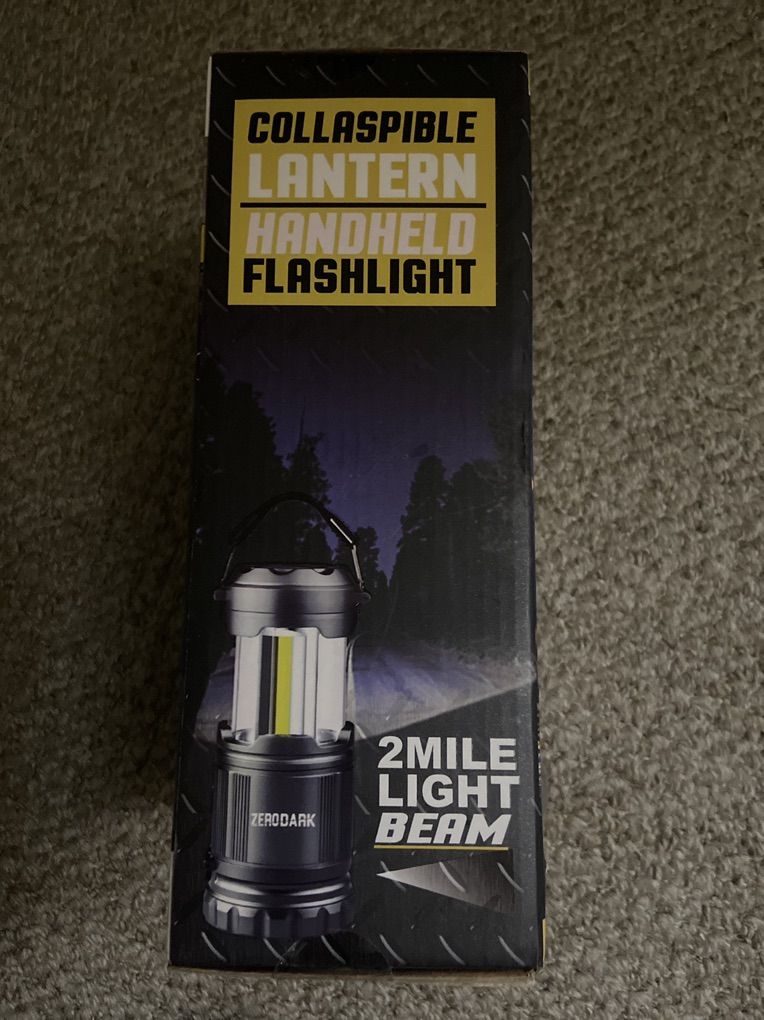 COLLASPIBLE
LANTERN
HANDHELD
FLASHLIGHT
ZERODARK
2MILE
LIGHT
BEAM